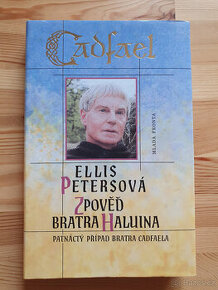 Cadfael
MLADÁ FRONTA
ELLIS
PETERSOVÁ
ZPOVĚĎ
BRATRA HALUINA
PATNÁCTÝ PŘÍPAD BRATRA CADFAELA